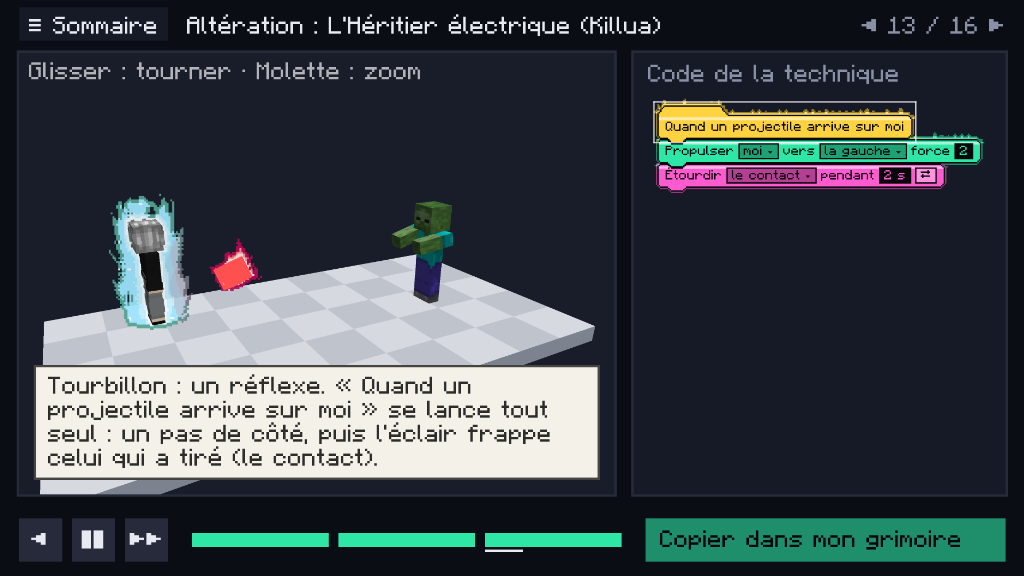 ≡ Sommaire
Altération : L'Héritier électrique (Killua)
13 / 16
Glisser : tourner · Molette : zoom
Code de la technique
Quand un projectile arrive sur moi
Propulser moi vers la gauche force 2
Étourdir le contact pendant 2 s ⇄
Tourbillon : un réflexe. « Quand un
projectile arrive sur moi » se lance tout
seul : un pas de côté, puis l'éclair frappe
celui qui a tiré (le contact).
Copier dans mon grimoire